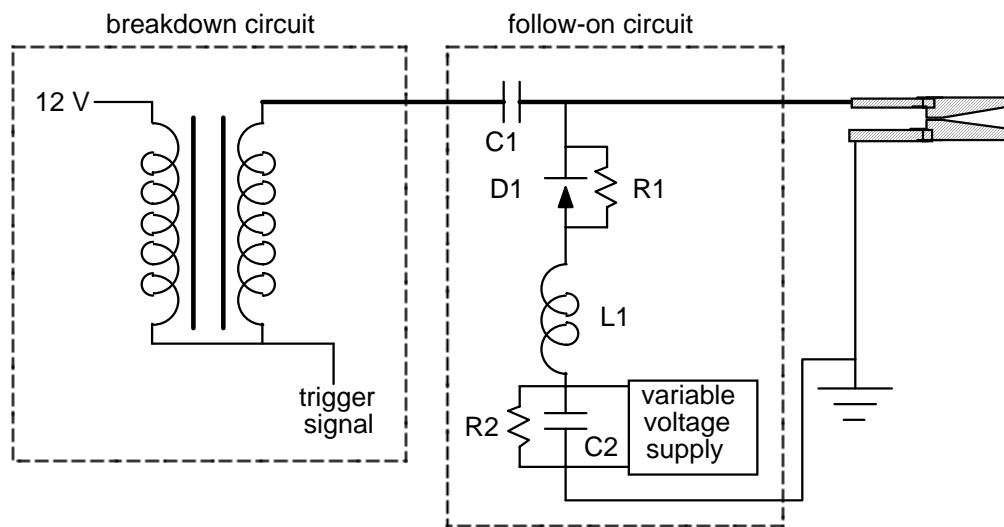 breakdown circuit
follow-on circuit
12 V
C1
D1
R1
L1
trigger
signal
R2
C2
variable
voltage
supply